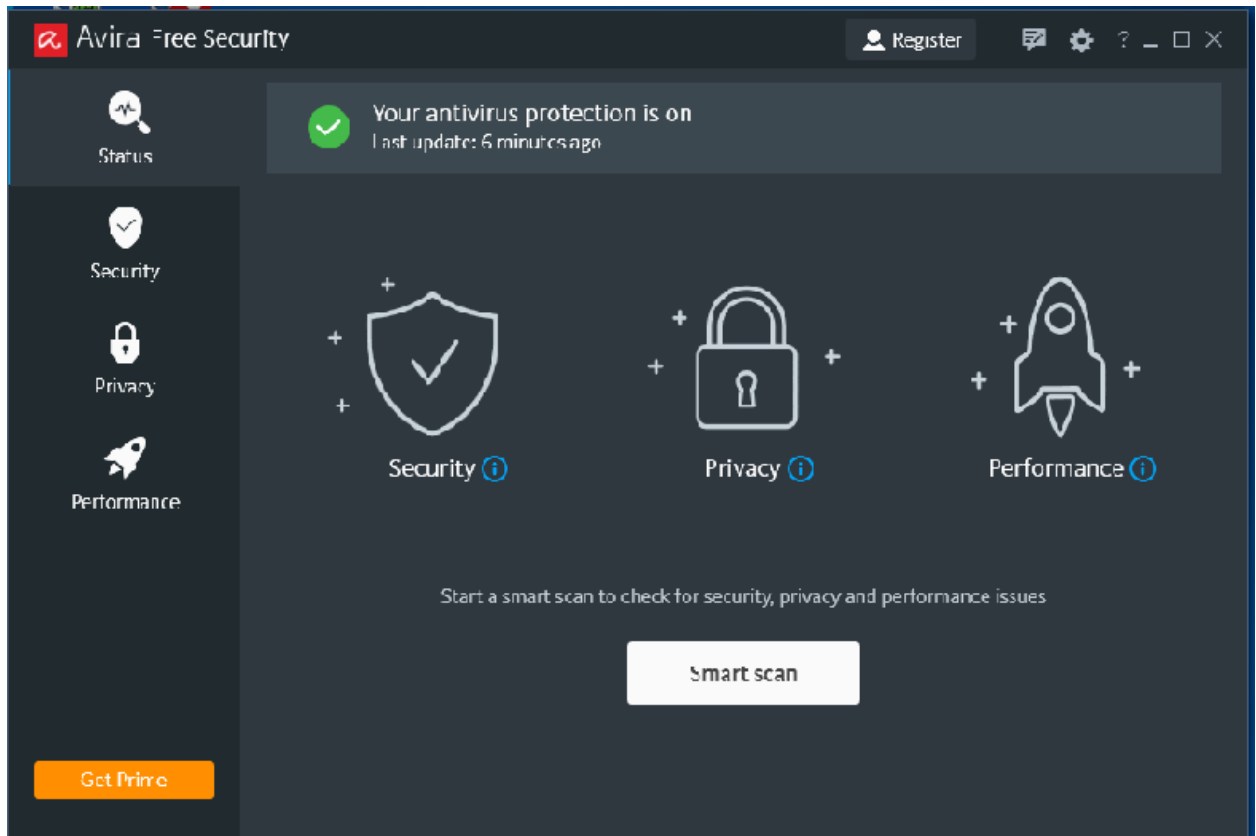 Avira Free Security
Register
?
Status
Your antivirus protection is on
Last update: 6 minutes ago
Security
Privacy
Performance
Security
Privacy
Performance
Start a smart scan to check for security, privacy and performance issues
Smart scan
Get Prime